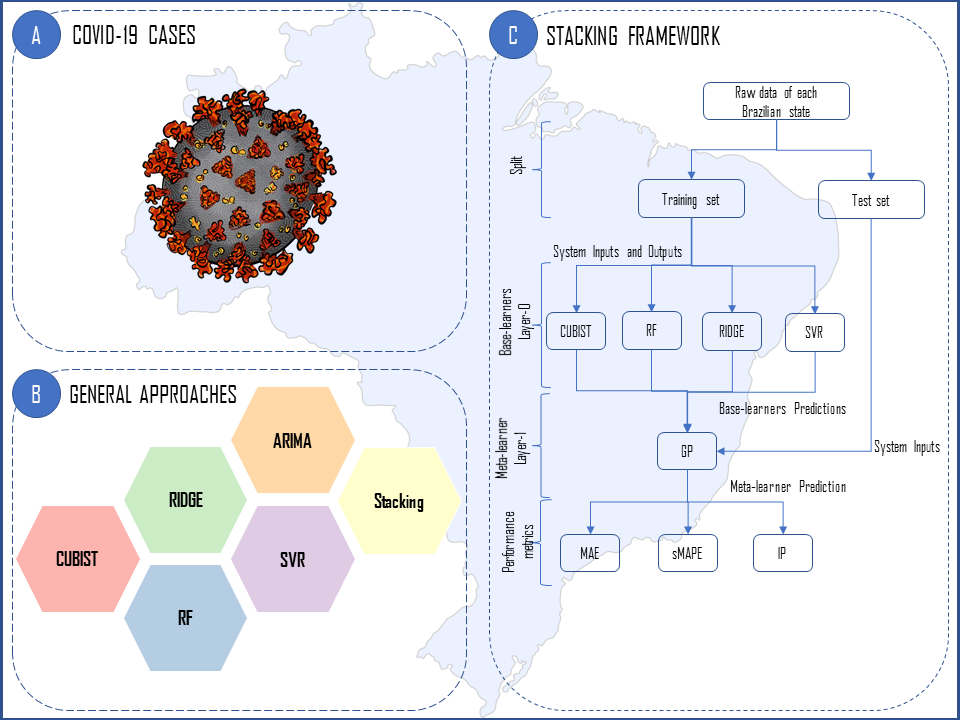 A
COVID-19 CASES
B
GENERAL APPROACHES
ARIMA
RIDGE
Stacking
CUBIST
SVR
RF
C
STACKING FRAMEWORK
Raw data of each
Brazilian state
Split
Training set
Test set
System Inputs and Outputs
Base-learners
Layer-0
CUBIST
RF
RIDGE
SVR
Base-learners Predictions
Meta-learner
Layer-1
GP
System Inputs
Meta-learner Prediction
Performance
metrics
MAE
sMAPE
IP